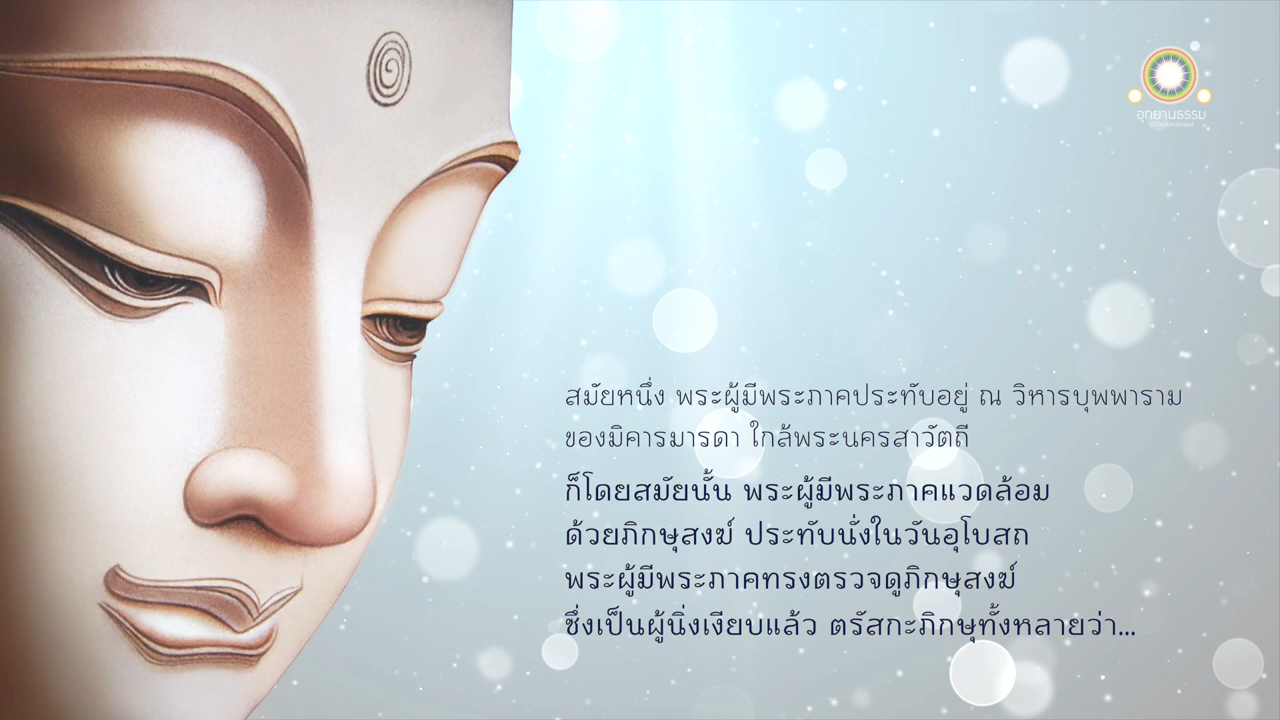 อุทยานธรรม
UTTAYANDHAM
สมัยหนึ่ง พระผู้มีพระภาคประทับอยู่ ณ วิหารบุพพาราม
ของมิคารมารดา ใกล้พระนครสาวัตถี
ก็โดยสมัยนั้น พระผู้มีพระภาคแวดล้อม
ด้วยภิกษุสงฆ์ ประทับนั่งในวันอุโบสถ
พระผู้มีพระภาคทรงตรวจดูภิกษุสงฆ์
ซึ่งเป็นผู้นิ่งเงียบแล้ว ตรัสกะภิกษุทั้งหลายว่า...